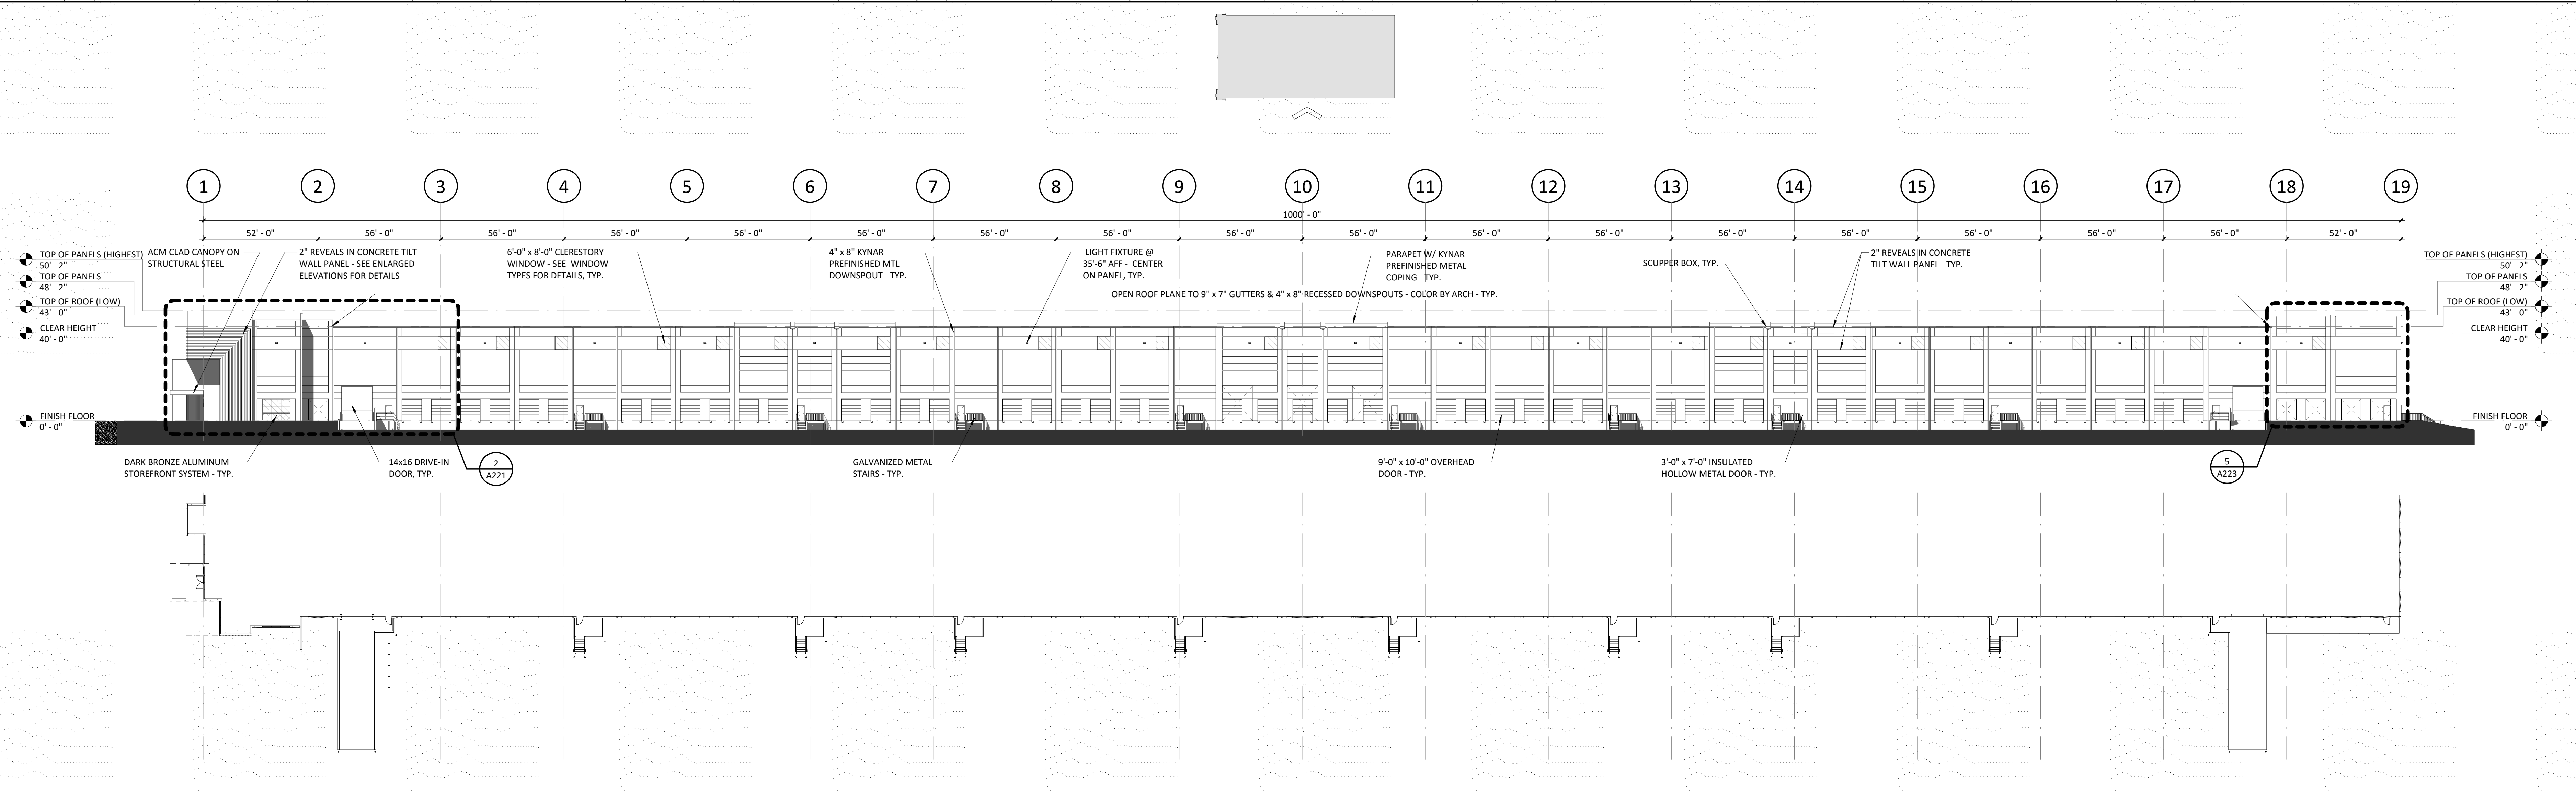 1 2 3 4 5 6 7 8 9 10 11 12 13 14 15 16 17 18 19
1000' - 0"
52' - 0" 56' - 0" 56' - 0" 56' - 0" 56' - 0" 56' - 0" 56' - 0" 56' - 0" 56' - 0" 56' - 0" 56' - 0" 56' - 0" 56' - 0" 56' - 0" 56' - 0" 56' - 0" 56' - 0" 52' - 0"
TOP OF PANELS (HIGHEST)
50' - 2"
TOP OF PANELS
48' - 2"
TOP OF ROOF (LOW)
43' - 0"
CLEAR HEIGHT
40' - 0"
FINISH FLOOR
0' - 0"
ACM CLAD CANOPY ON
STRUCTURAL STEEL
2" REVEALS IN CONCRETE TILT
WALL PANEL - SEE ENLARGED
ELEVATIONS FOR DETAILS
6'-0" x 8'-0" CLERESTORY
WINDOW - SEE WINDOW
TYPES FOR DETAILS, TYP.
4" x 8" KYNAR
PREFINISHED MTL
DOWNSPOUT - TYP.
LIGHT FIXTURE @
35'-6" AFF - CENTER
ON PANEL, TYP.
PARAPET W/ KYNAR
PREFINISHED METAL
COPING - TYP.
SCUPPER BOX, TYP.
2" REVEALS IN CONCRETE
TILT WALL PANEL - TYP.
OPEN ROOF PLANE TO 9" x 7" GUTTERS & 4" x 8" RECESSED DOWNSPOUTS - COLOR BY ARCH - TYP.
TOP OF PANELS (HIGHEST)
50' - 2"
TOP OF PANELS
48' - 2"
TOP OF ROOF (LOW)
43' - 0"
CLEAR HEIGHT
40' - 0"
FINISH FLOOR
0' - 0"
DARK BRONZE ALUMINUM
STOREFRONT SYSTEM - TYP.
14x16 DRIVE-IN
DOOR, TYP.
2
A221
GALVANIZED METAL
STAIRS - TYP.
9'-0" x 10'-0" OVERHEAD
DOOR - TYP.
3'-0" x 7'-0" INSULATED
HOLLOW METAL DOOR - TYP.
5
A223